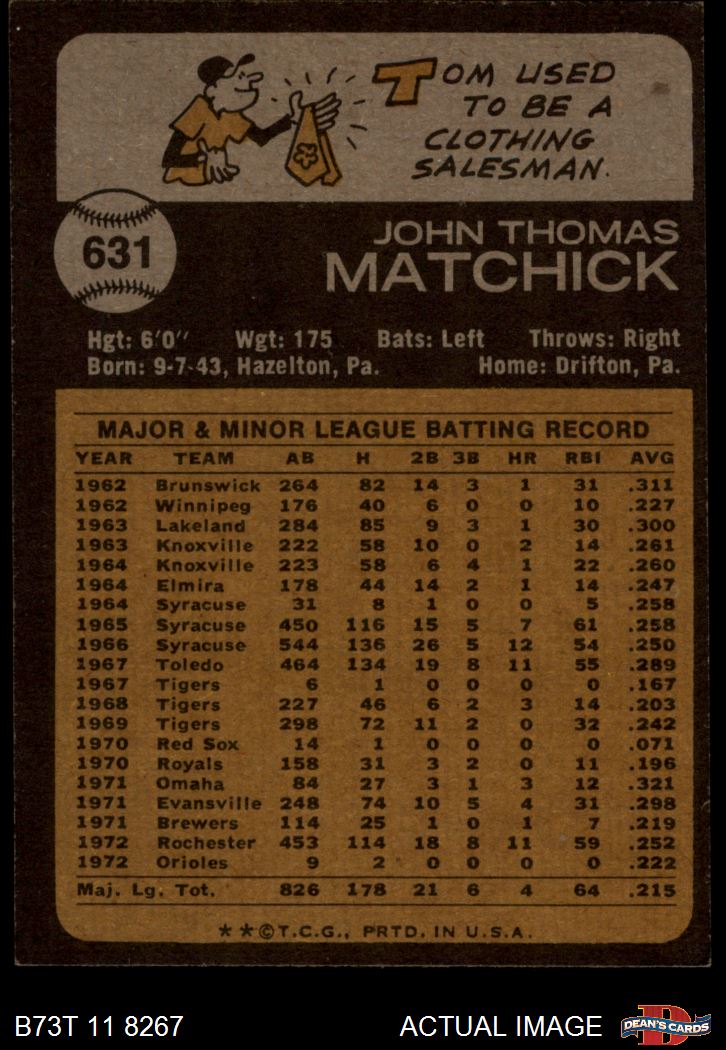 TOM USED
TO BE A
CLOTHING
SALESMAN.
631
JOHN THOMAS
MATCHICK
Hgt: 6'0" Wgt: 175 Bats: Left Throws: Right
Born: 9-7-43, Hazelton, Pa. Home: Drifton, Pa.
MAJOR & MINOR LEAGUE BATTING RECORD
YEAR TEAM AB H 2B 3B HR RBI AVG
1962 Brunswick 264 82 14 3 1 31 .311
1962 Winnipeg 176 40 6 0 0 10 .227
1963 Lakeland 284 85 9 3 1 30 .300
1963 Knoxville 222 58 10 0 2 14 .261
1964 Knoxville 223 58 6 4 1 22 .260
1964 Elmira 178 44 14 2 1 14 .247
1964 Syracuse 31 8 1 0 0 5 .258
1965 Syracuse 450 116 15 5 7 61 .258
1966 Syracuse 544 136 26 5 12 54 .250
1967 Toledo 464 134 19 8 11 55 .289
1967 Tigers 6 1 0 0 0 0 .167
1968 Tigers 227 46 6 2 3 14 .203
1969 Tigers 298 72 11 2 0 32 .242
1970 Red Sox 14 1 0 0 0 0 .071
1970 Royals 158 31 3 2 0 11 .196
1971 Omaha 84 27 3 1 3 12 .321
1971 Evansville 248 74 10 5 4 31 .298
1971 Brewers 114 25 1 0 1 7 .219
1972 Rochester 453 114 18 8 11 59 .252
1972 Orioles 9 2 0 0 0 0 .222
Maj. Lg. Tot. 826 178 21 6 4 64 .215
**©T.C.G., PRTD. IN U.S.A.
B73T 11 8267 ACTUAL IMAGE DEAN'S CARDS